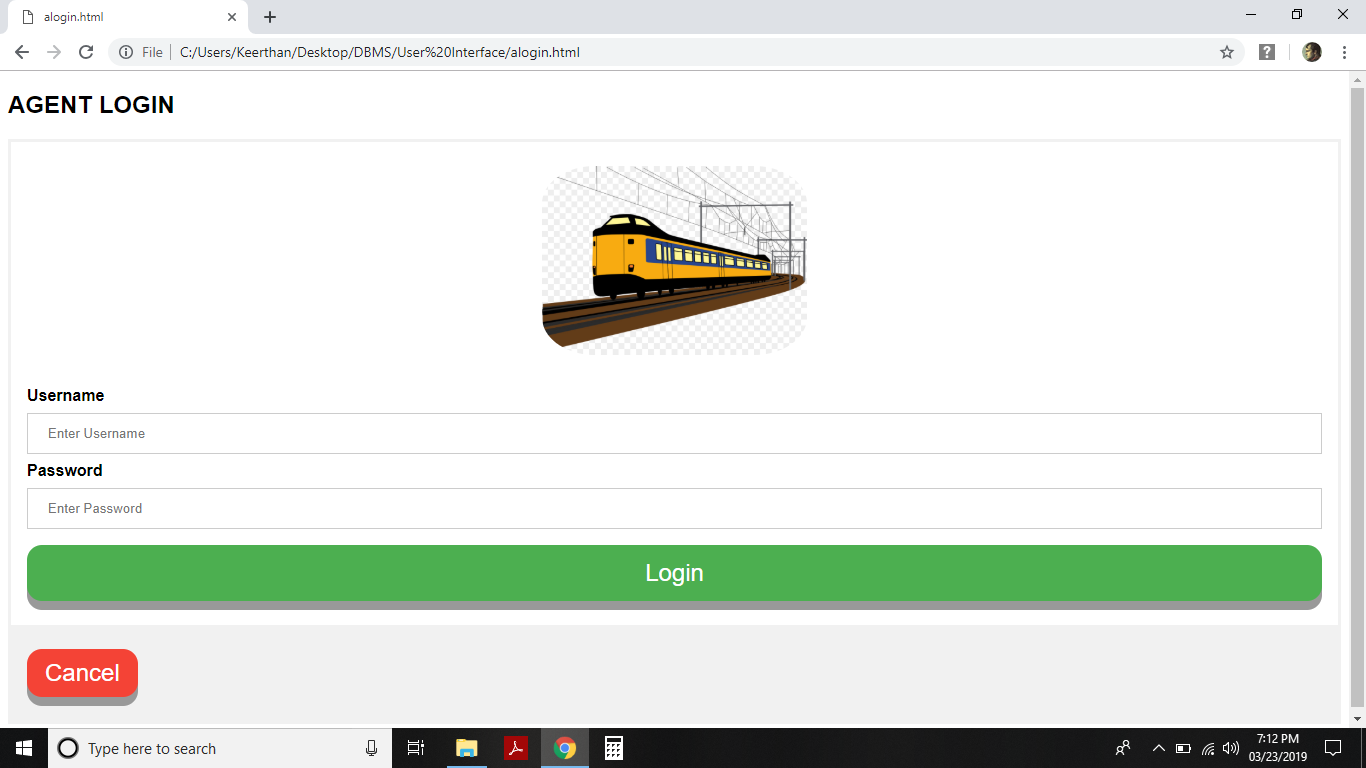 alogin.html
File C:/Users/Keerthan/Desktop/DBMS/User%20Interface/alogin.html
AGENT LOGIN
Username
Enter Username
Password
Enter Password
Login
Cancel
Type here to search
7:12 PM
03/23/2019